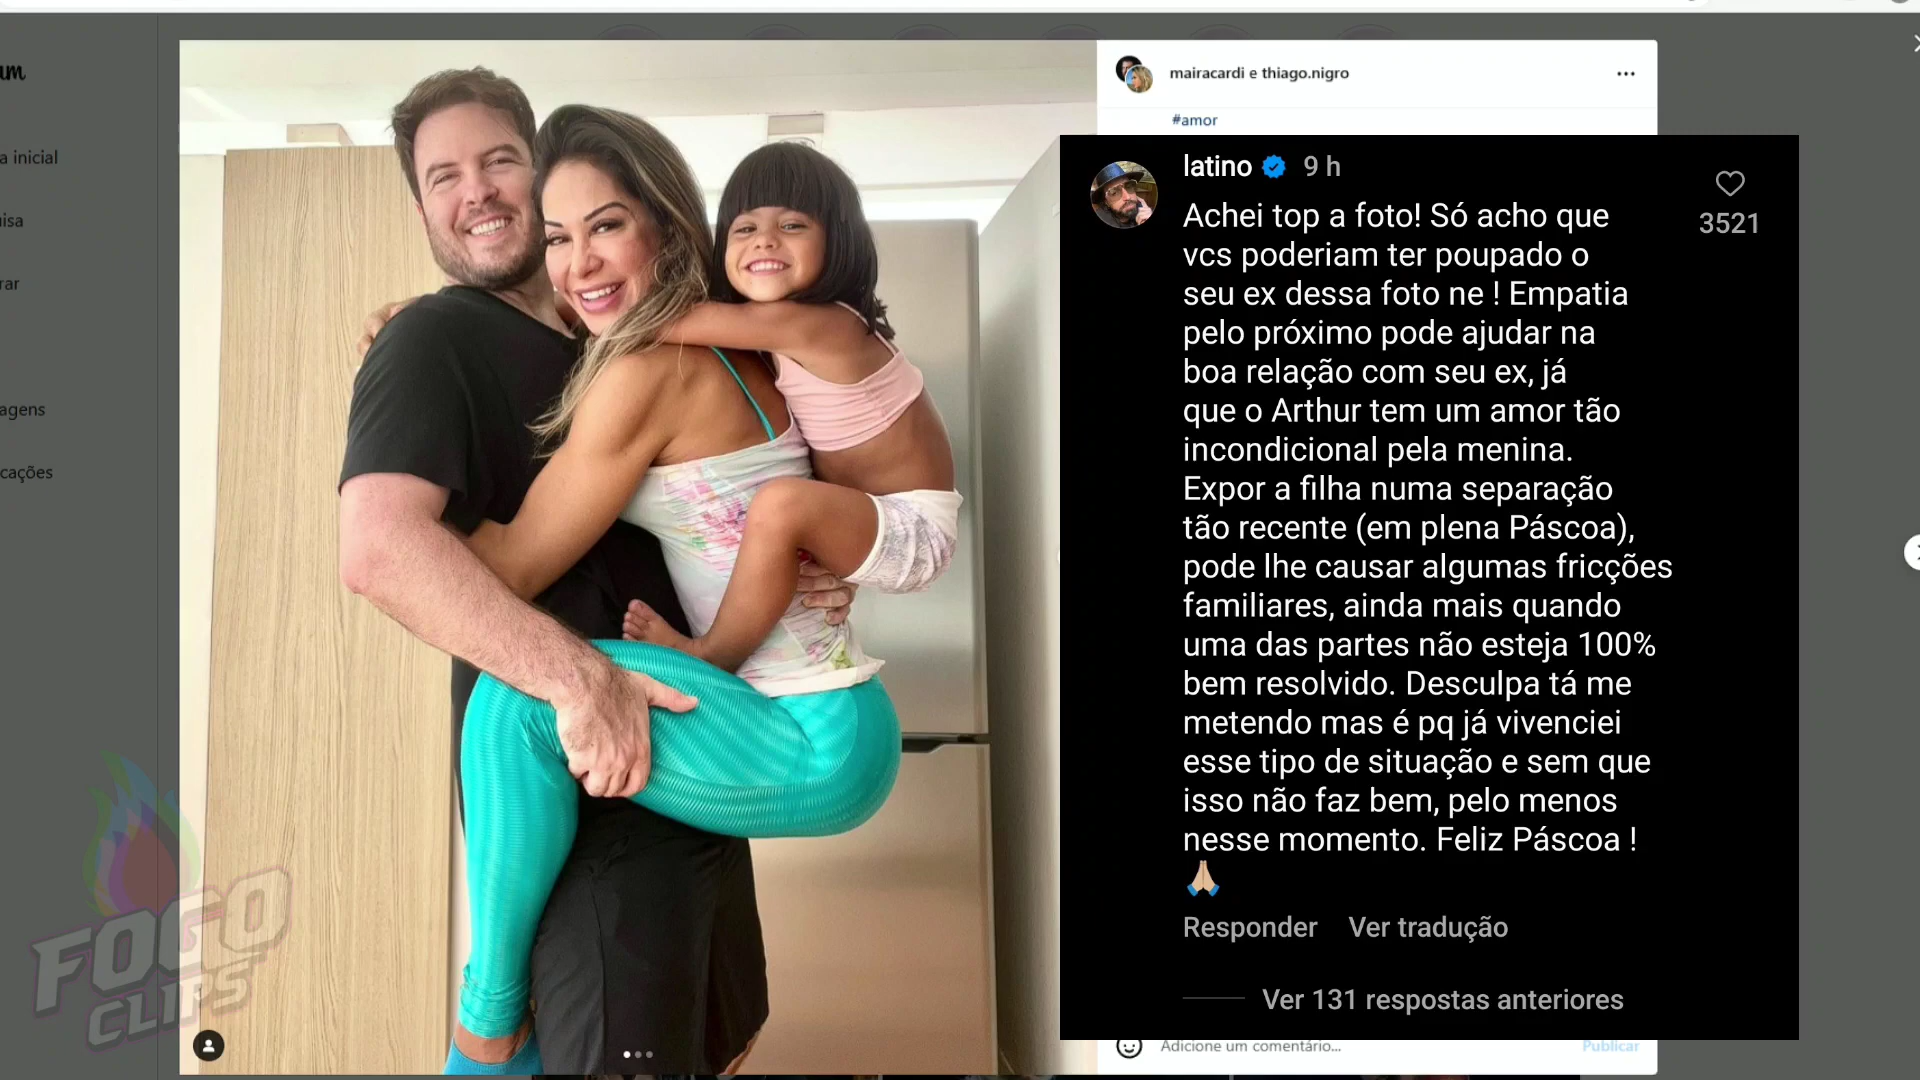 um
a inicial
isa
rar
agens
cações
mairacardi e thiago.nigro
#amor
latino 9 h
Achei top a foto! Só acho que
vcs poderiam ter poupado o
seu ex dessa foto ne ! Empatia
pelo próximo pode ajudar na
boa relação com seu ex, já
que o Arthur tem um amor tão
incondicional pela menina.
Expor a filha numa separação
tão recente (em plena Páscoa),
pode lhe causar algumas fricções
familiares, ainda mais quando
uma das partes não esteja 100%
bem resolvido. Desculpa tá me
metendo mas é pq já vivenciei
esse tipo de situação e sem que
isso não faz bem, pelo menos
nesse momento. Feliz Páscoa !
🙏🏼
3521
Responder Ver tradução
Ver 131 respostas anteriores
Adicione um comentário...
Publicar
FOGO
CLIPS